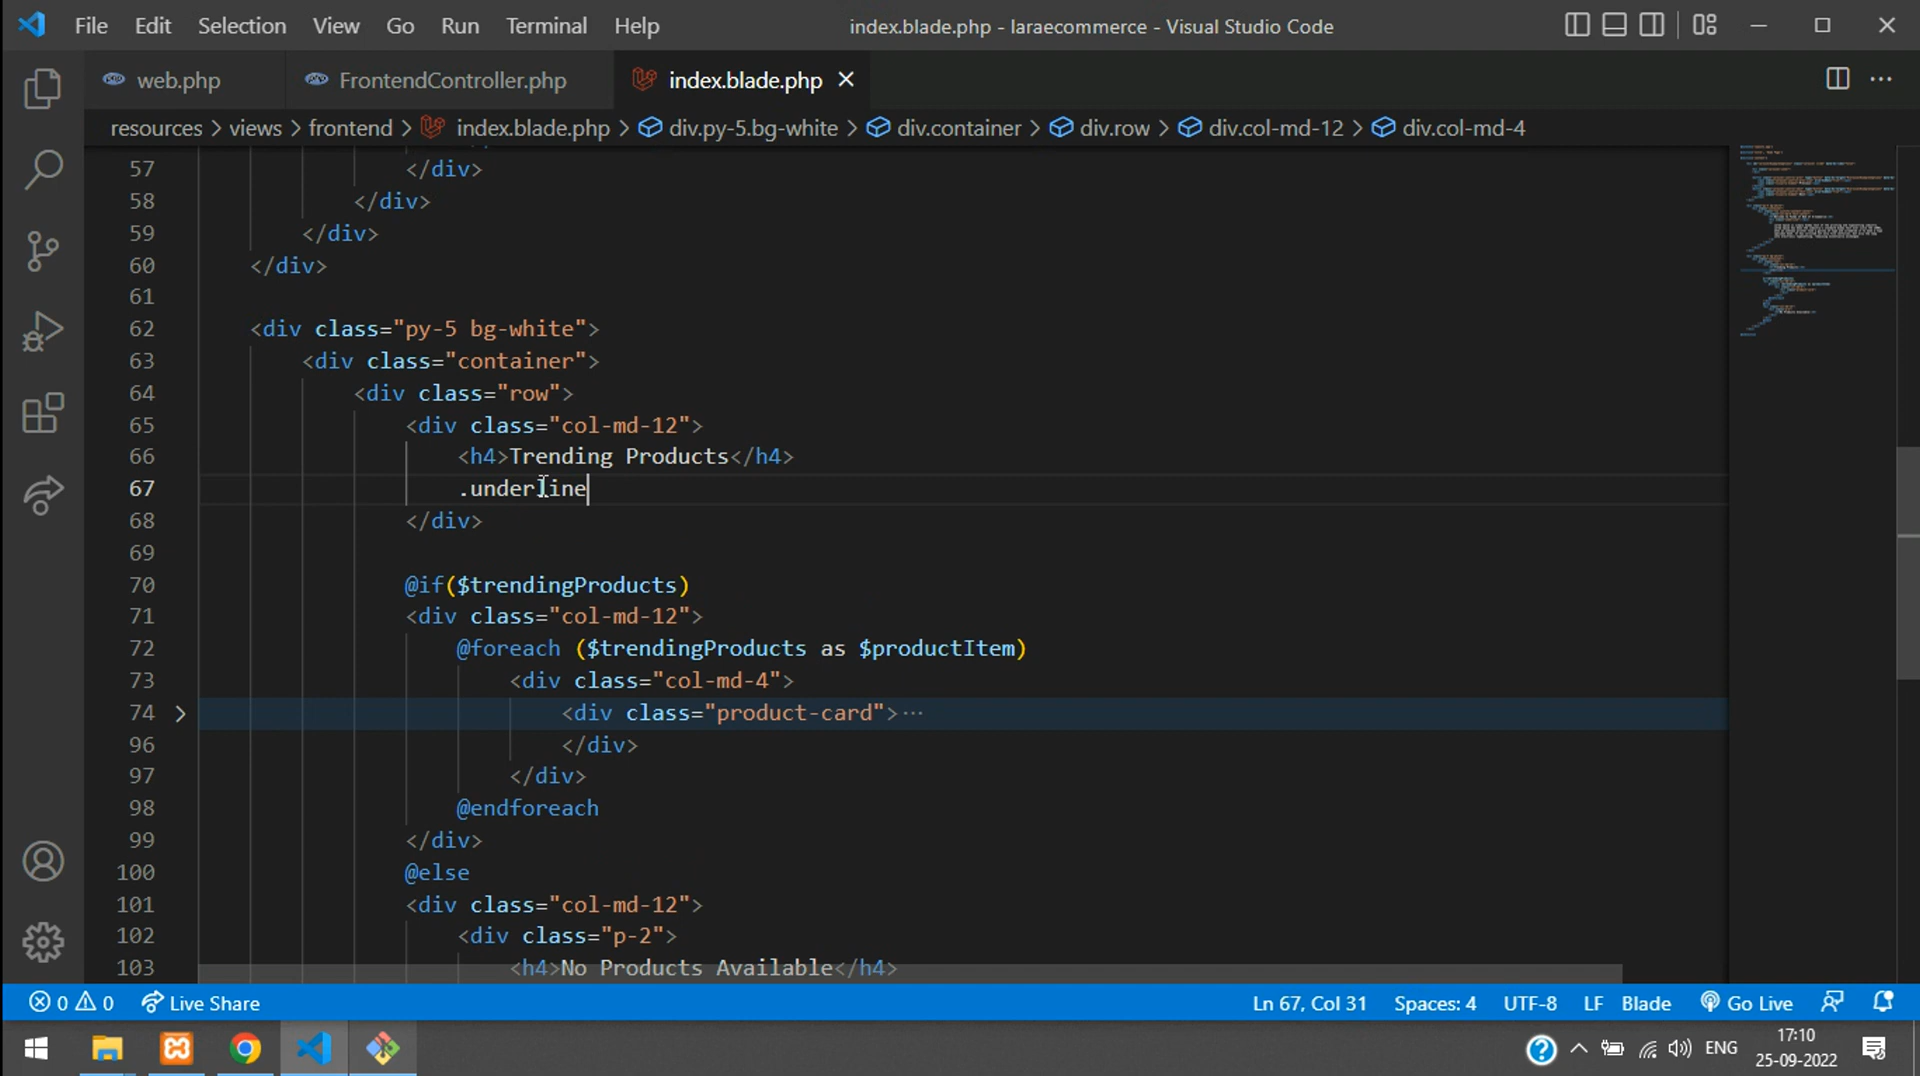 File Edit Selection View Go Run Terminal Help index.blade.php - laraecommerce - Visual Studio Code
web.php FrontendController.php index.blade.php
resources > views > frontend > index.blade.php > div.py-5.bg-white > div.container > div.row > div.col-md-12 > div.col-md-4
57 </div>
58 </div>
59 </div>
60 </div>
61
62 <div class="py-5 bg-white">
63 <div class="container">
64 <div class="row">
65 <div class="col-md-12">
66 <h4>Trending Products</h4>
67 .underline
68 </div>
69
70 @if($trendingProducts)
71 <div class="col-md-12">
72 @foreach ($trendingProducts as $productItem)
73 <div class="col-md-4">
74 > <div class="product-card">⋯
96 </div>
97 </div>
98 @endforeach
99 </div>
100 @else
101 <div class="col-md-12">
102 <div class="p-2">
103 <h4>No Products Available</h4>
0 0 Live Share Ln 67, Col 31 Spaces: 4 UTF-8 LF Blade Go Live
ENG 17:10
25-09-2022